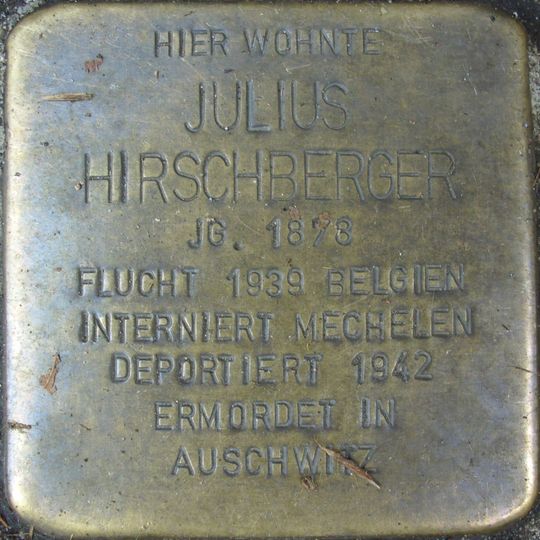 HIER WOHNTE
JULIUS
HIRSCHBERGER
JG. 1878
FLUCHT 1939 BELGIEN
INTERNIERT MECHELEN
DEPORTIERT 1942
ERMORDET IN
AUSCHWITZ